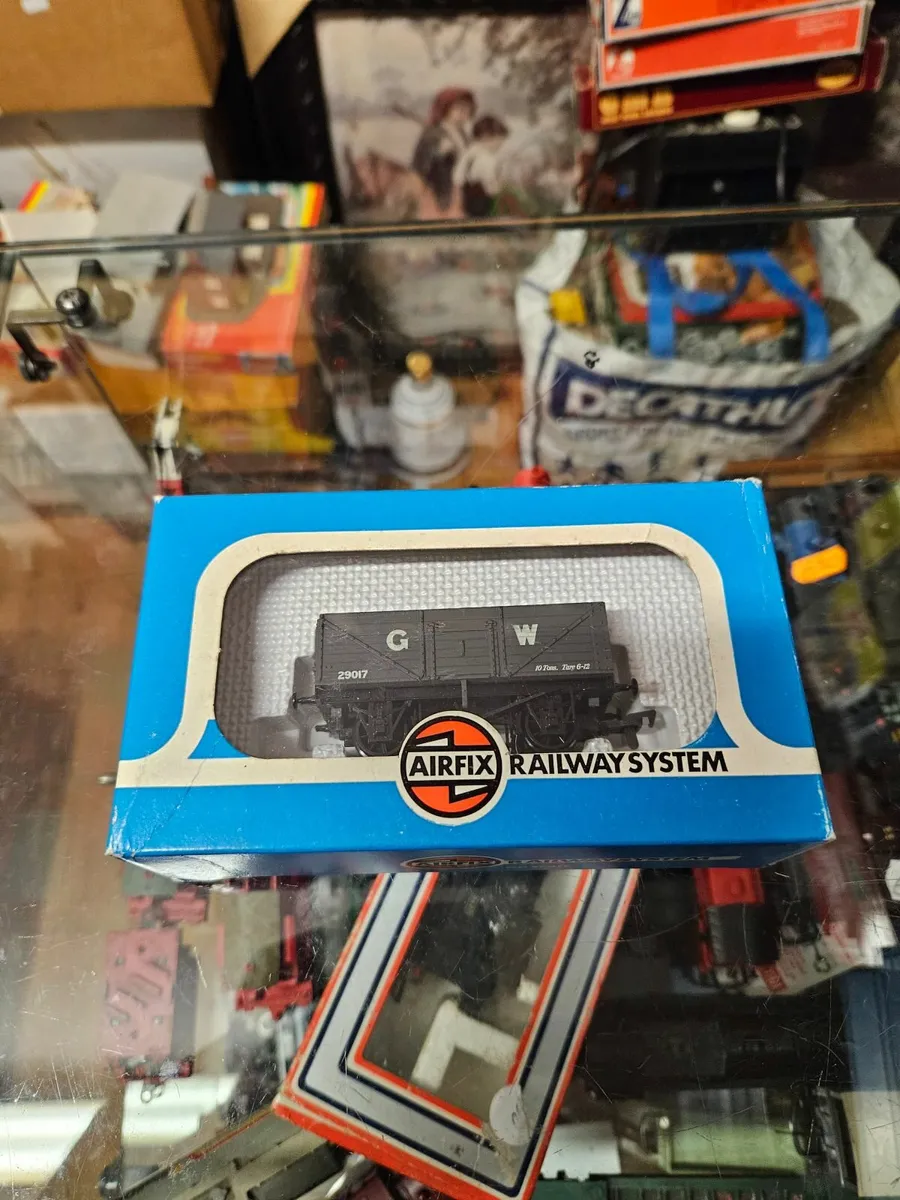 DECATHL
G W
29017
10 Tons. Tare 6-12
AIRFIX RAILWAY SYSTEM